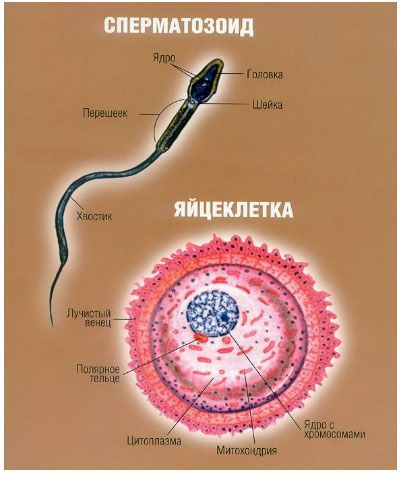 СПЕРМАТОЗОИД
Ядро
Головка
Шейка
Перешеек
Хвостик
ЯЙЦЕКЛЕТКА
Лучистый
венец
Полярное
тельце
Цитоплазма
Митохондрия
Ядро с
хромосомами